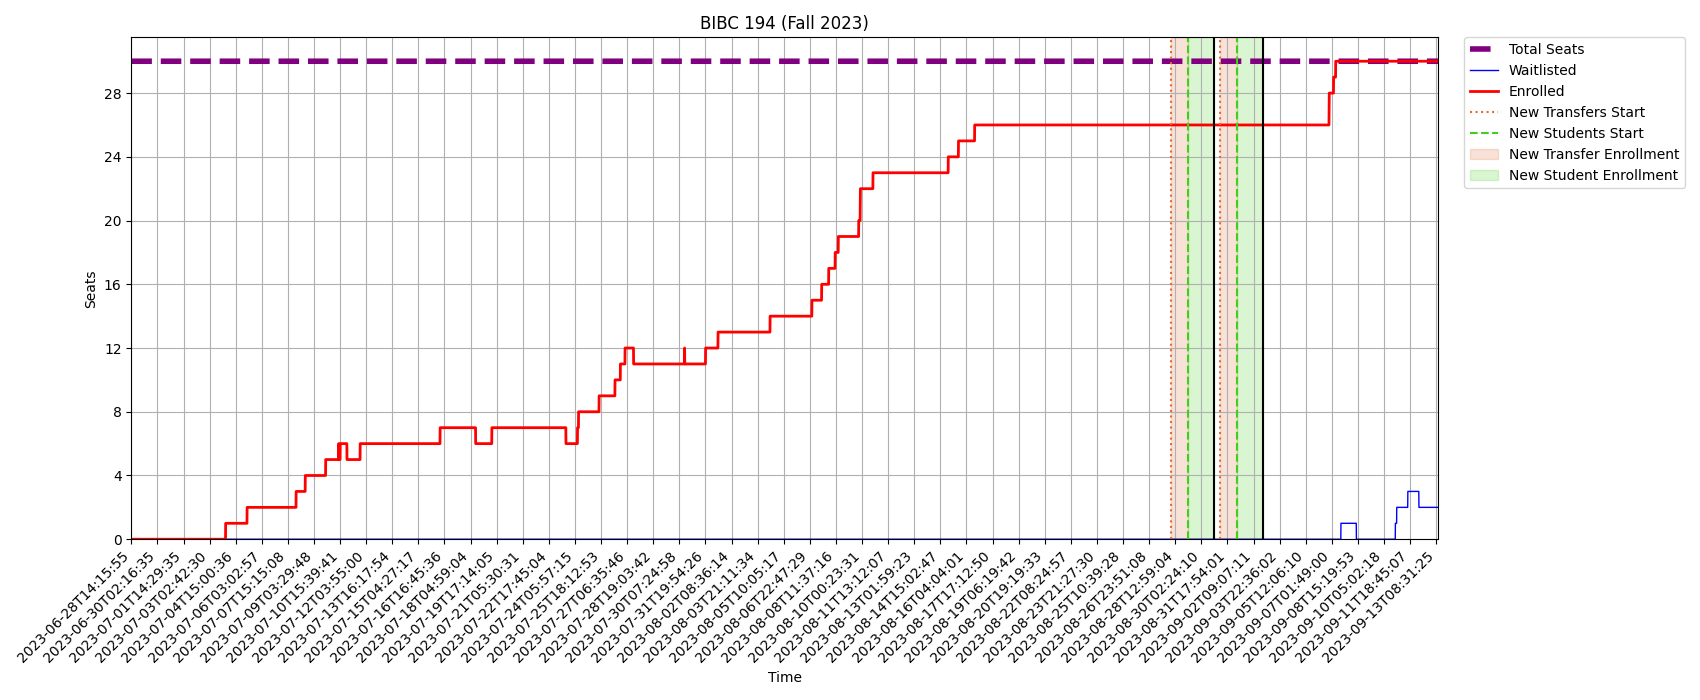 BIBC 194 (Fall 2023)
Total Seats
Waitlisted
Enrolled
New Transfers Start
New Students Start
New Transfer Enrollment
New Student Enrollment
Seats
28
24
20
16
12
8
4
0
2023-06-28T14:15:55
2023-06-30T02:16:35
2023-07-01T14:29:35
2023-07-03T02:42:30
2023-07-04T15:00:36
2023-07-06T03:02:57
2023-07-07T15:15:08
2023-07-09T03:29:48
2023-07-10T15:39:41
2023-07-12T03:55:00
2023-07-13T16:17:54
2023-07-15T04:27:17
2023-07-16T16:45:36
2023-07-18T04:59:04
2023-07-19T17:14:05
2023-07-21T05:30:31
2023-07-22T17:45:04
2023-07-24T05:57:15
2023-07-25T18:12:53
2023-07-27T06:35:46
2023-07-28T19:03:42
2023-07-30T07:24:58
2023-07-31T19:54:26
2023-08-02T08:36:14
2023-08-03T21:11:34
2023-08-05T10:05:17
2023-08-06T22:47:29
2023-08-08T11:37:16
2023-08-10T00:23:31
2023-08-11T13:12:07
2023-08-13T01:59:23
2023-08-14T15:02:47
2023-08-16T04:04:01
2023-08-17T17:12:50
2023-08-19T06:19:42
2023-08-20T19:19:33
2023-08-22T08:24:57
2023-08-23T21:27:30
2023-08-25T10:39:28
2023-08-26T23:51:08
2023-08-28T12:59:04
2023-08-30T02:24:10
2023-08-31T17:54:01
2023-09-02T09:07:11
2023-09-03T22:36:02
2023-09-05T12:06:10
2023-09-07T01:49:00
2023-09-08T15:19:53
2023-09-10T05:02:18
2023-09-11T18:45:07
2023-09-13T08:31:25
Time